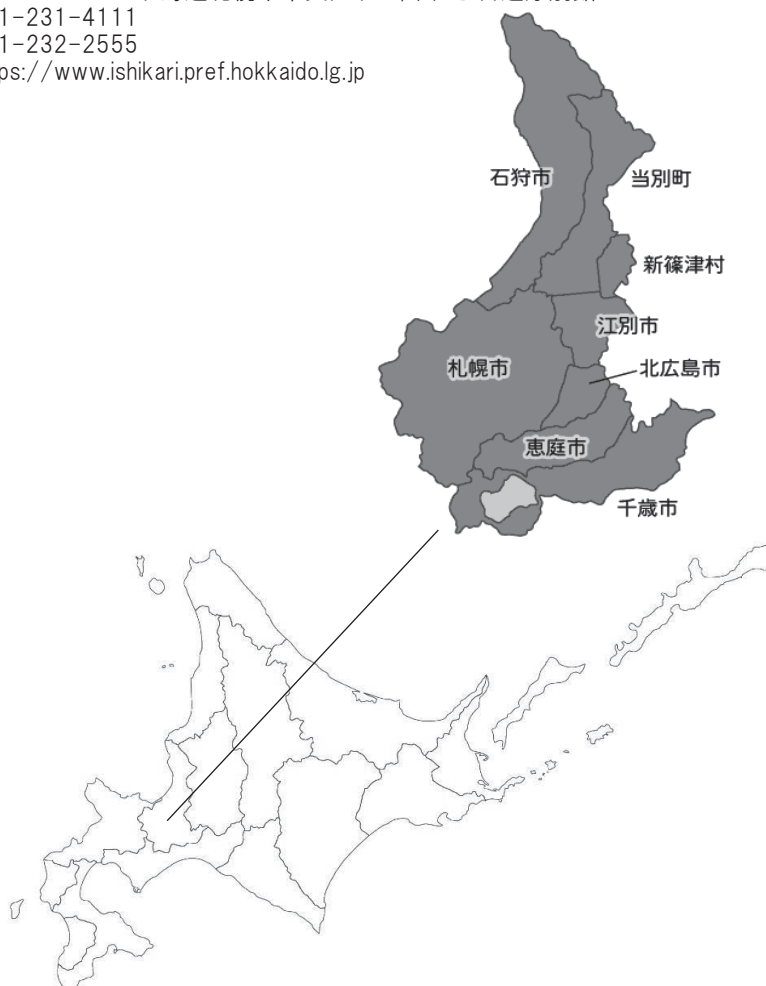 1-231-4111
1-232-2555
ps://www.ishikari.pref.hokkaido.lg.jp
石狩市
当別町
新篠津村
江別市
札幌市
北広島市
恵庭市
千歳市